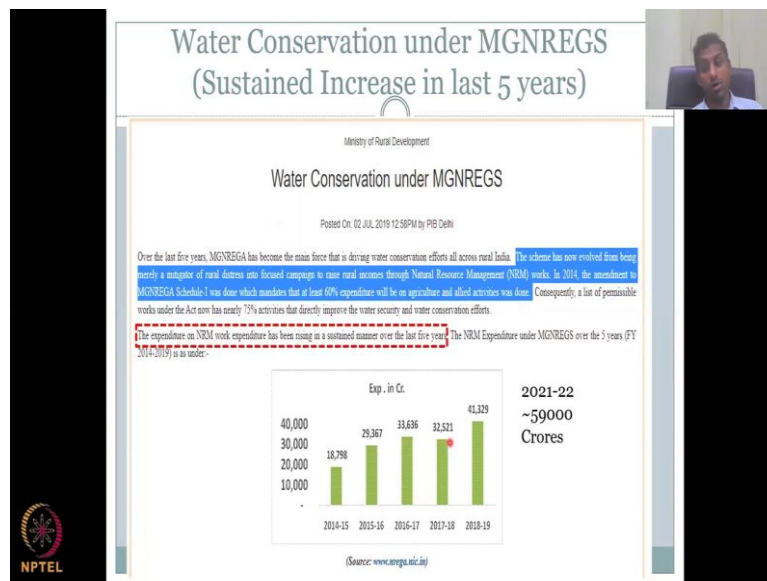 Water Conservation under MGNREGS
(Sustained Increase in last 5 years)
Ministry of Rural Development
Water Conservation under MGNREGS
Posted On: 02 JUL 2019 12:58PM by PIB Delhi
Over the last five years, MGNREGA has become the main force that is driving water conservation efforts all across rural India. The scheme has now evolved from being
merely a mitigator of rural distress into focused campaign to raise rural incomes through Natural Resource Management (NRM) works. In 2014, the amendment to
MGNREGA Schedule-I was done which mandates that at least 60% expenditure will be on agriculture and allied activities was done. Consequently, a list of permissible
works under the Act now has nearly 75% activities that directly improve the water security and water conservation efforts.
The expenditure on NRM work expenditure has been rising in a sustained manner over the last five years. The NRM Expenditure under MGNREGS over the 5 years (FY
2014-2019) is as under:-
Exp . in Cr.
40,000
30,000
20,000
10,000
-
18,798
29,367
33,636
32,521
41,329
2014-15 2015-16 2016-17 2017-18 2018-19
2021-22
~59000
Crores
(Source: www.nrega.nic.in)
NPTEL